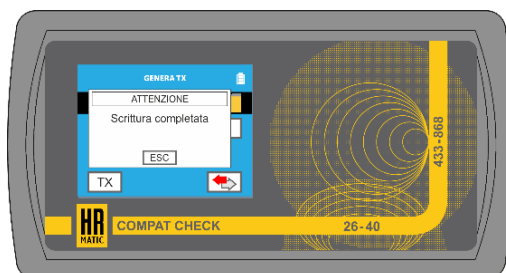 GENERA TX
ATTENZIONE
Scrittura completata
ESC
TX
433-868
HR
MATIC
COMPAT CHECK
26-40